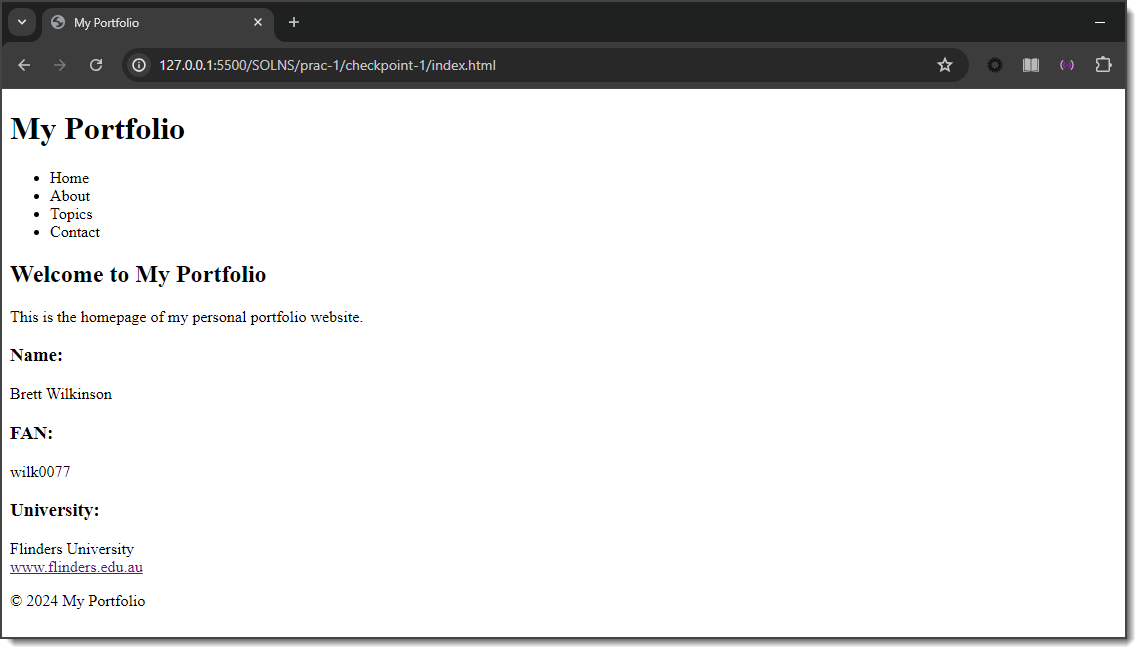 My Portfolio
127.0.0.1:5500/SOLNS/prac-1/checkpoint-1/index.html
My Portfolio
Home
About
Topics
Contact
Welcome to My Portfolio
This is the homepage of my personal portfolio website.
Name:
Brett Wilkinson
FAN:
wilk0077
University:
Flinders University
www.flinders.edu.au
© 2024 My Portfolio